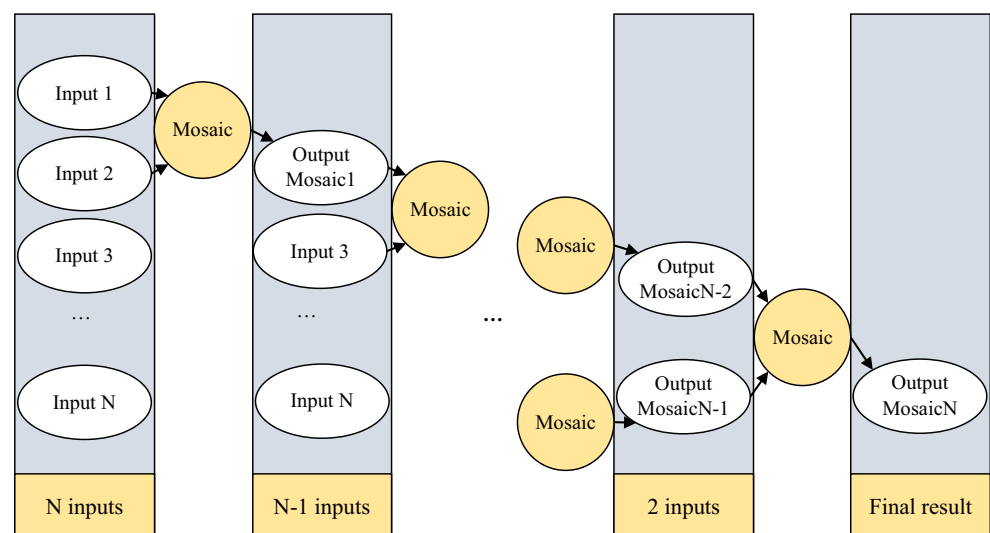 Input 1
Input 2
Input 3
...
Input N
N inputs
Mosaic
Output
Mosaic1
Input 3
...
Input N
N-1 inputs
Mosaic
...
Mosaic
Mosaic
Output
MosaicN-2
Output
MosaicN-1
2 inputs
Mosaic
Output
MosaicN
Final result